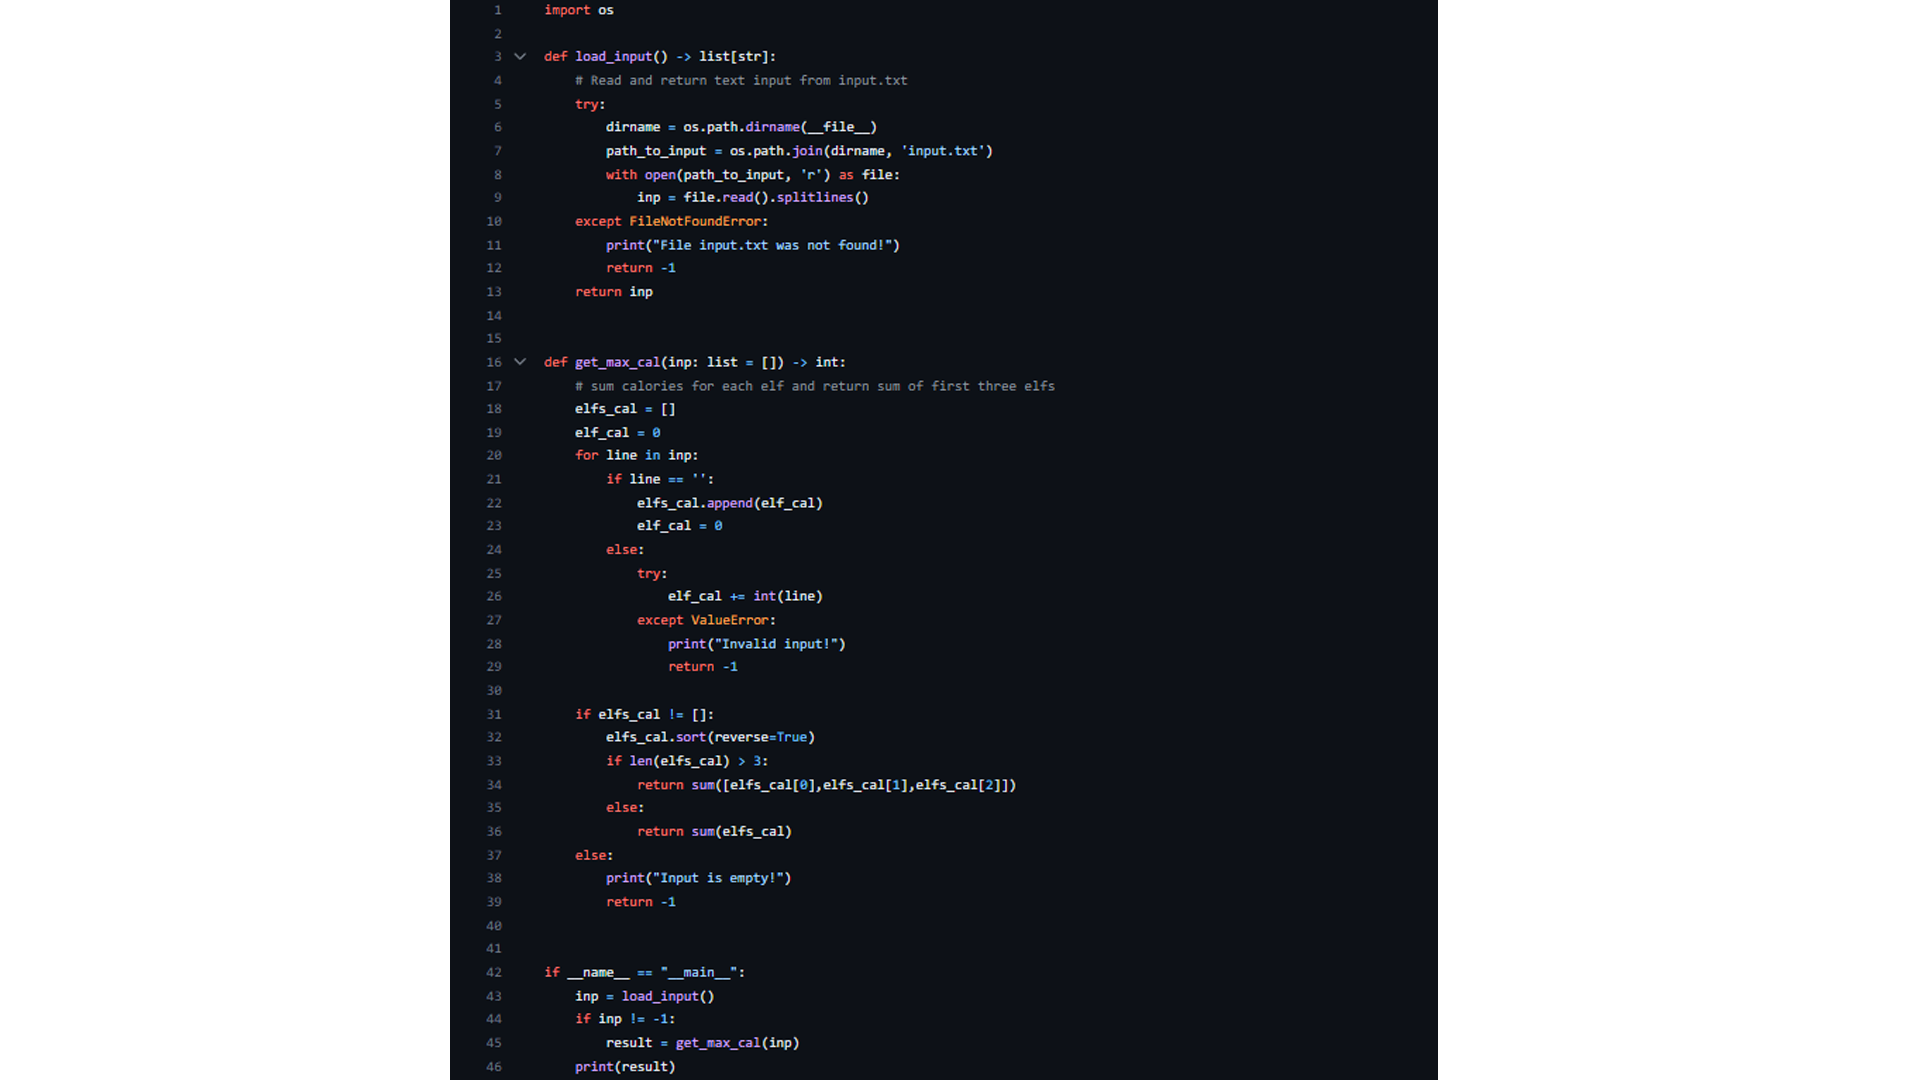 1 import os
2
3 def load_input() -> list[str]:
4 # Read and return text input from input.txt
5 try:
6 dirname = os.path.dirname(__file__)
7 path_to_input = os.path.join(dirname, 'input.txt')
8 with open(path_to_input, 'r') as file:
9 inp = file.read().splitlines()
10 except FileNotFoundError:
11 print("File input.txt was not found!")
12 return -1
13 return inp
14
15
16 def get_max_cal(inp: list = []) -> int:
17 # sum calories for each elf and return sum of first three elfs
18 elfs_cal = []
19 elf_cal = 0
20 for line in inp:
21 if line == '':
22 elfs_cal.append(elf_cal)
23 elf_cal = 0
24 else:
25 try:
26 elf_cal += int(line)
27 except ValueError:
28 print("Invalid input!")
29 return -1
30
31 if elfs_cal != []:
32 elfs_cal.sort(reverse=True)
33 if len(elfs_cal) > 3:
34 return sum([elfs_cal[0],elfs_cal[1],elfs_cal[2]])
35 else:
36 return sum(elfs_cal)
37 else:
38 print("Input is empty!")
39 return -1
40
41
42 if __name__ == "__main__":
43 inp = load_input()
44 if inp != -1:
45 result = get_max_cal(inp)
46 print(result)